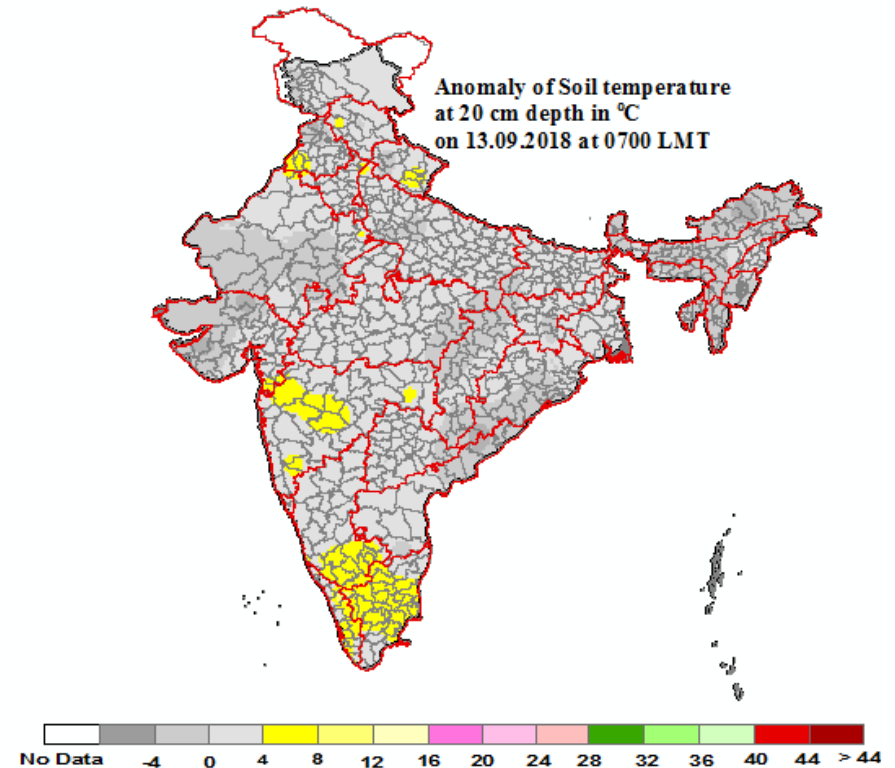 Anomaly of Soil temperature
at 20 cm depth in ⁰C
on 13.09.2018 at 0700 LMT
No Data -4 0 4 8 12 16 20 24 28 32 36 40 44 > 44